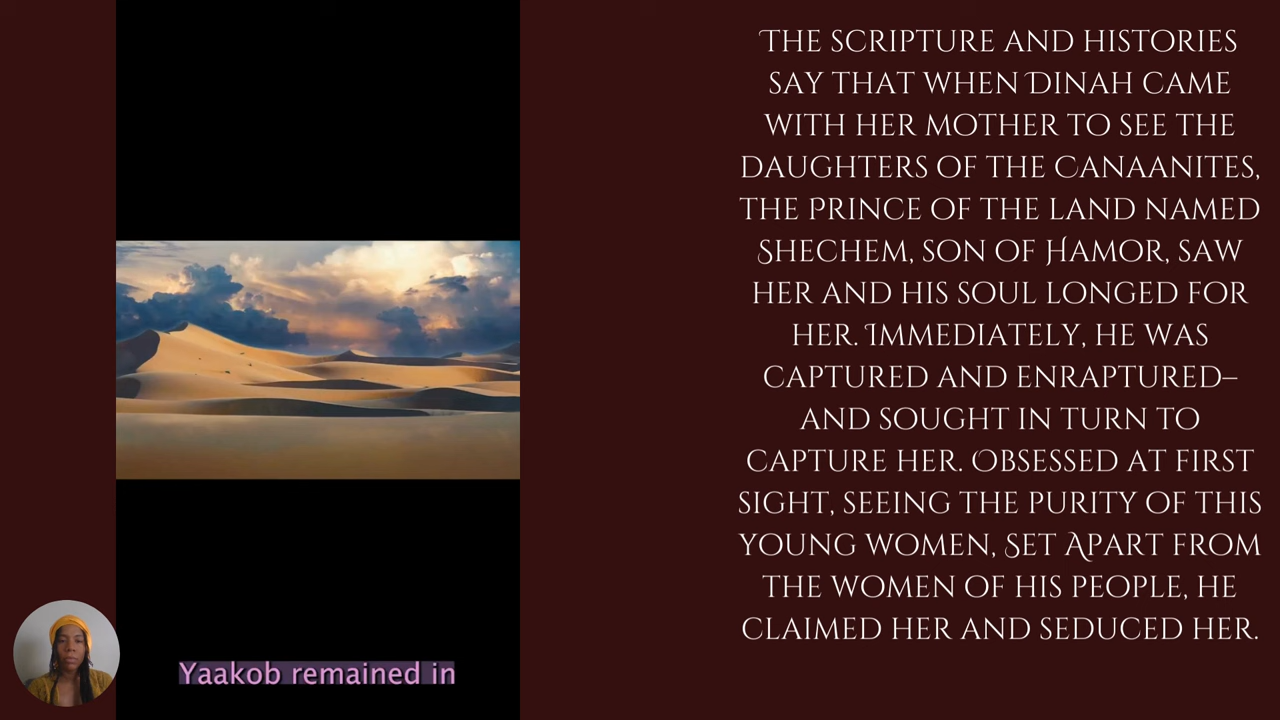 The scripture and histories
say that when Dinah came
with her mother to see the
daughters of the Canaanites,
the prince of the land named
Shechem, son of Hamor, saw
her and his soul longed for
her. Immediately, he was
captured and enraptured–
and sought in turn to
capture her. Obsessed at first
sight, seeing the purity of this
young women, Set Apart from
the women of his people, he
claimed her and seduced her.
Yaakob remained in